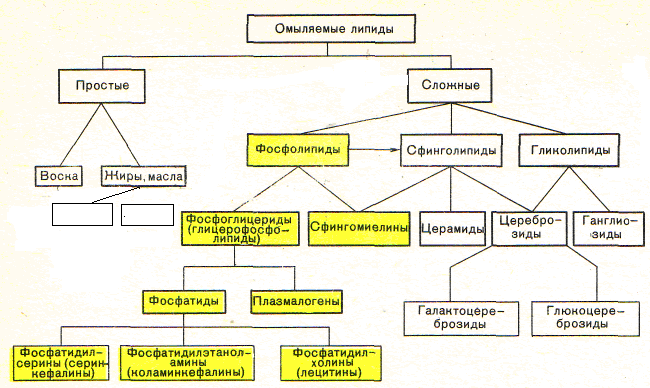 Омыляемые липиды
Простые
Сложные
Фосфолипиды
Сфинголипиды
Гликолипиды
Воска
Жиры, масла
Фосфоглицериды
(глицерофосфо-
липиды)
Сфингомиелины
Церамиды
Церебро-
зиды
Ганглио-
зиды
Фосфатиды
Плазмалогены
Галактоцере-
брозиды
Глюкоцере-
брозиды
Фосфатидил-
серины (серин-
кефалины)
Фосфатидилэтанол-
амины
(коламинкефалины)
Фосфатидил-
холины
(лецитины)